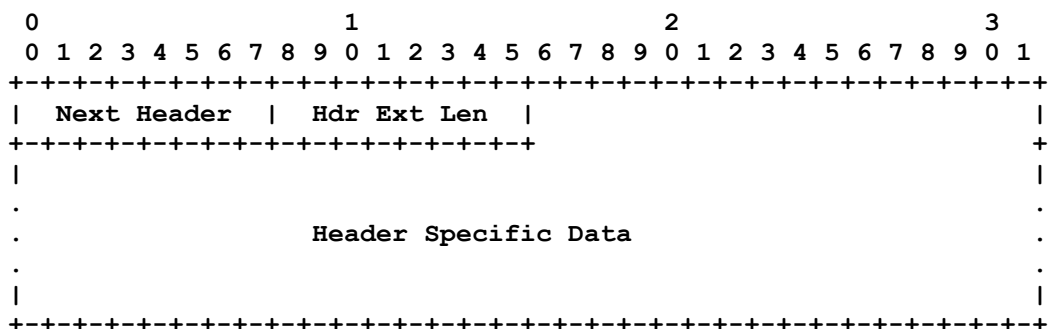 0                   1                   2                   3
0 1 2 3 4 5 6 7 8 9 0 1 2 3 4 5 6 7 8 9 0 1 2 3 4 5 6 7 8 9 0 1
+-+-+-+-+-+-+-+-+-+-+-+-+-+-+-+-+-+-+-+-+-+-+-+-+-+-+-+-+-+-+-+-+
|  Next Header  |  Hdr Ext Len  |                               |
+-+-+-+-+-+-+-+-+-+-+-+-+-+-+-+-+                               +
|                                                               |
.                                                               .
.                  Header Specific Data                         .
.                                                               .
|                                                               |
+-+-+-+-+-+-+-+-+-+-+-+-+-+-+-+-+-+-+-+-+-+-+-+-+-+-+-+-+-+-+-+-+